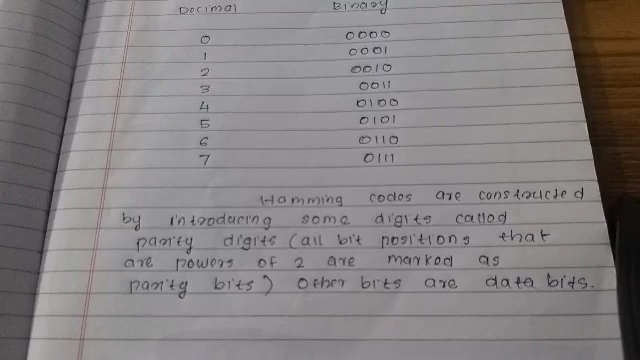 Decimal Binary
0 0000
1 0001
2 0010
3 0011
4 0100
5 0101
6 0110
7 0111
Hamming codes are constructed
by introducing some digits called
parity digits (all bit positions that
are powers of 2 are marked as
parity bits) Other bits are data bits.